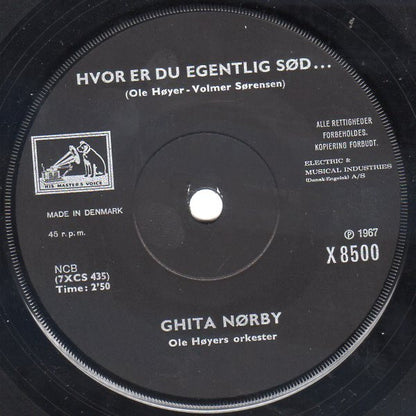 HVOR ER DU EGENTLIG SØD...
(Ole Høyer-Volmer Sørensen)
ALLE RETTIGHEDER
FORBEHOLDES.
KOPIERING FORBUDT.
ELECTRIC &
MUSICAL INDUSTRIES
(Dansk-Engelsk) A/S
HIS MASTER'S VOICE
MADE IN DENMARK
45 r.p.m.
℗ 1967
X 8500
NCB
(7XCS 435)
Time: 2'50
GHITA NØRBY
Ole Høyers orkester